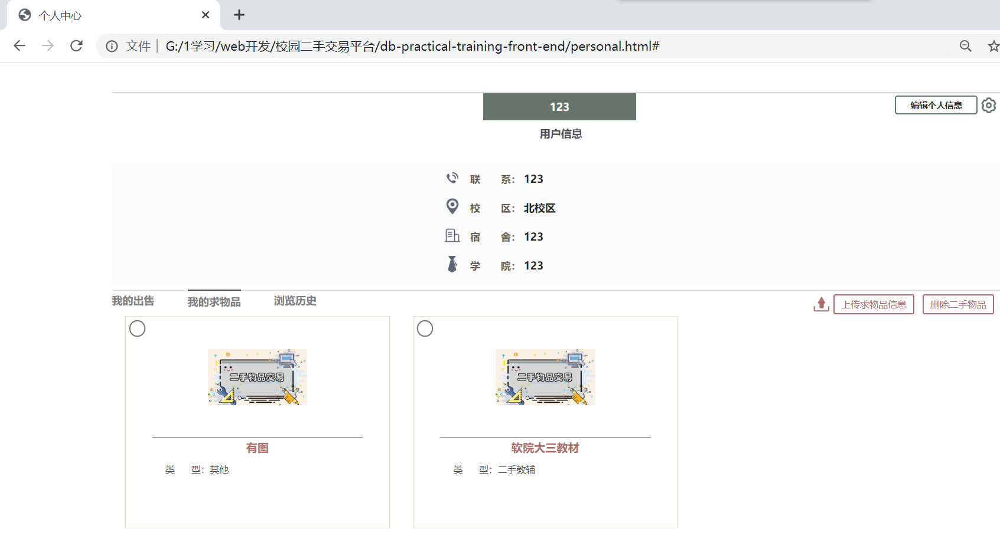 个人中心
文件 G:/1学习/web开发/校园二手交易平台/db-practical-training-front-end/personal.html#
123
编辑个人信息
用户信息
联 系： 123
校 区： 北校区
宿 舍： 123
学 院： 123
我的出售 我的求物品 浏览历史 上传求物品信息 删除二手物品
二手物品交易 二手物品交易
有图 软院大三教材
类 型：其他 类 型：二手教辅